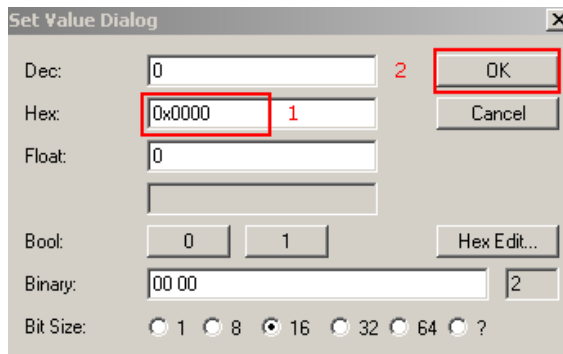 Set Value Dialog
Dec: 0 2 OK
Hex: 0x0000 1 Cancel
Float: 0
Bool: 0 1 Hex Edit...
Binary: 00 00 2
Bit Size: 1 8 16 32 64 ?